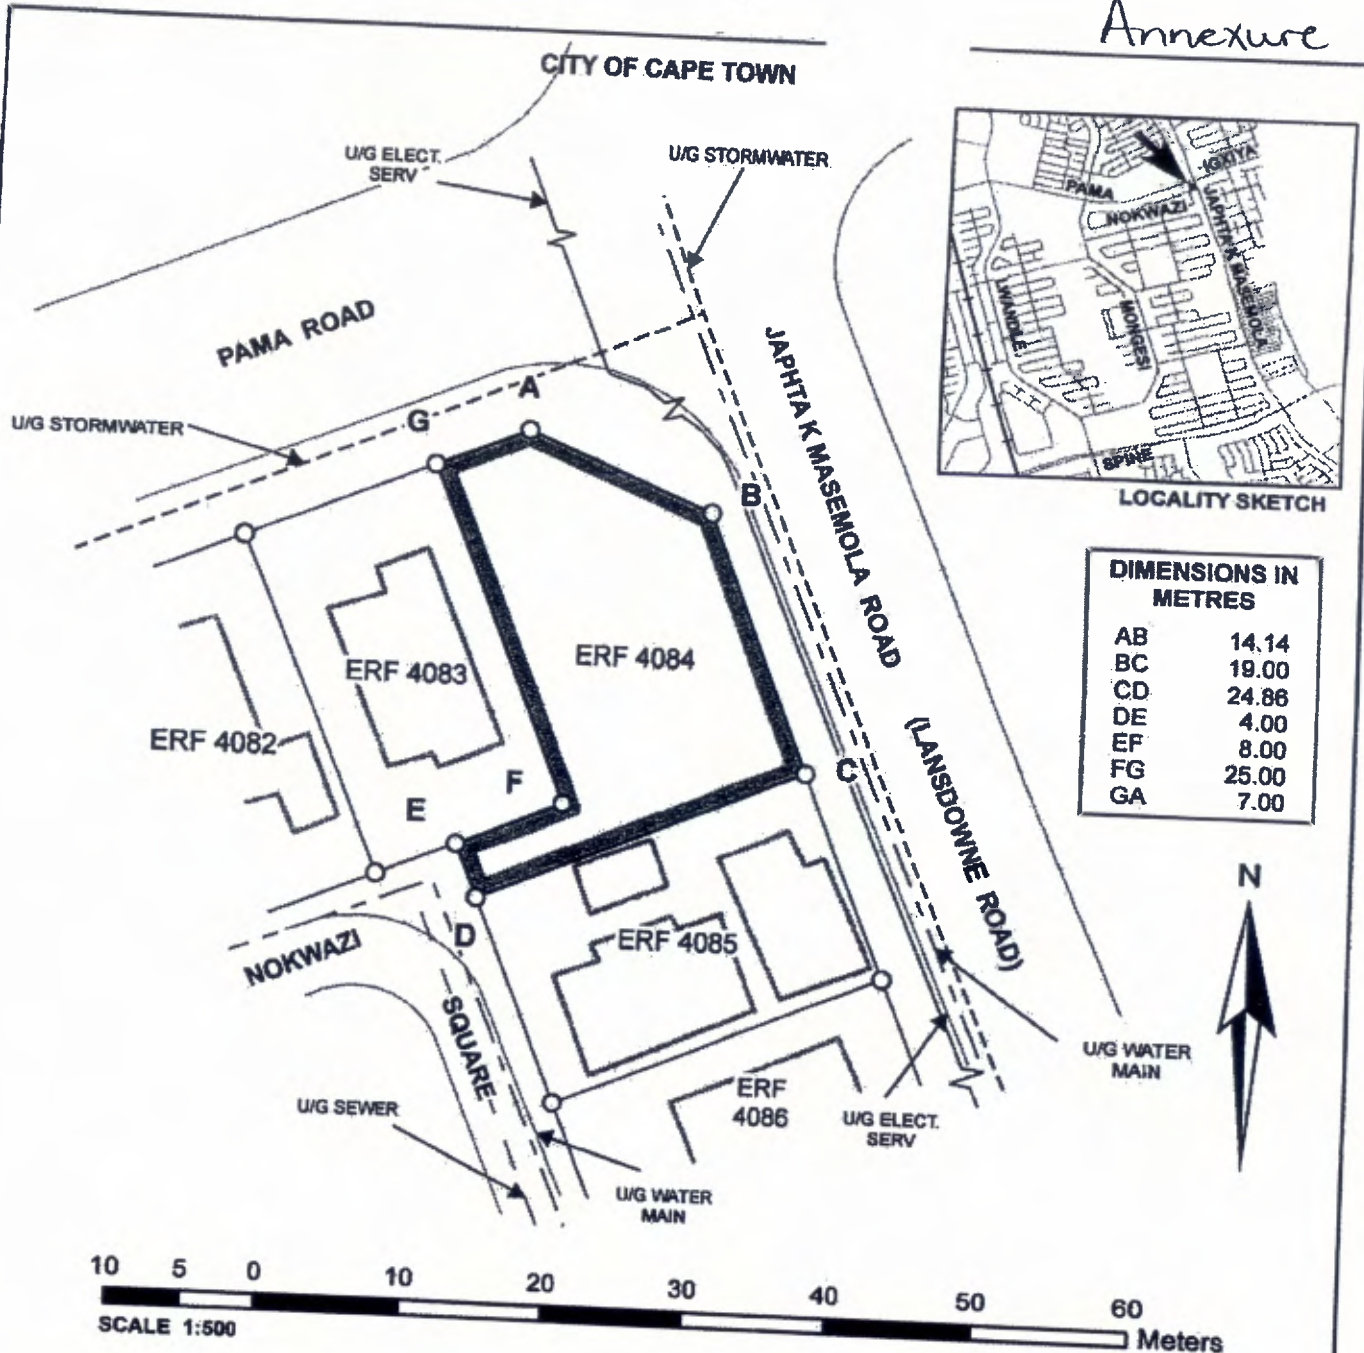 Annexure
CITY OF CAPE TOWN
U/G ELECT.
SERV
U/G STORMWATER
PAMA
IGXIYA
NOKWAZI
JAPHTA K MASEMOLA
LWANDLE
MONGESI
SPINE
LOCALITY SKETCH
PAMA ROAD
JAPHTA K MASEMOLA ROAD
(LANSDOWNE ROAD)
U/G STORMWATER
A
G
B
ERF 4083
ERF 4084
ERF 4082
F
E
C
D
DIMENSIONS IN
METRES
AB 14.14
BC 19.00
CD 24.86
DE 4.00
EF 8.00
FG 25.00
GA 7.00
N
NOKWAZI
SQUARE
ERF 4085
ERF
4086
U/G SEWER
U/G WATER
MAIN
U/G ELECT.
SERV
U/G WATER
MAIN
10 5 0 10 20 30 40 50 60
SCALE 1:500
Meters